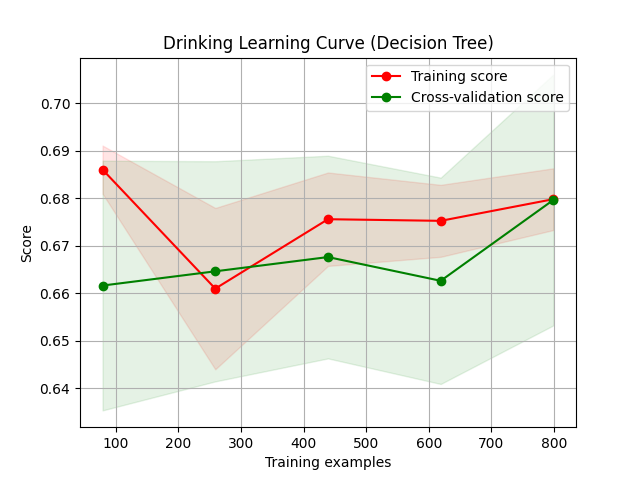 Drinking Learning Curve (Decision Tree)
Training score
Cross-validation score
0.70
0.69
0.68
0.67
0.66
0.65
0.64
Score
100 200 300 400 500 600 700 800
Training examples